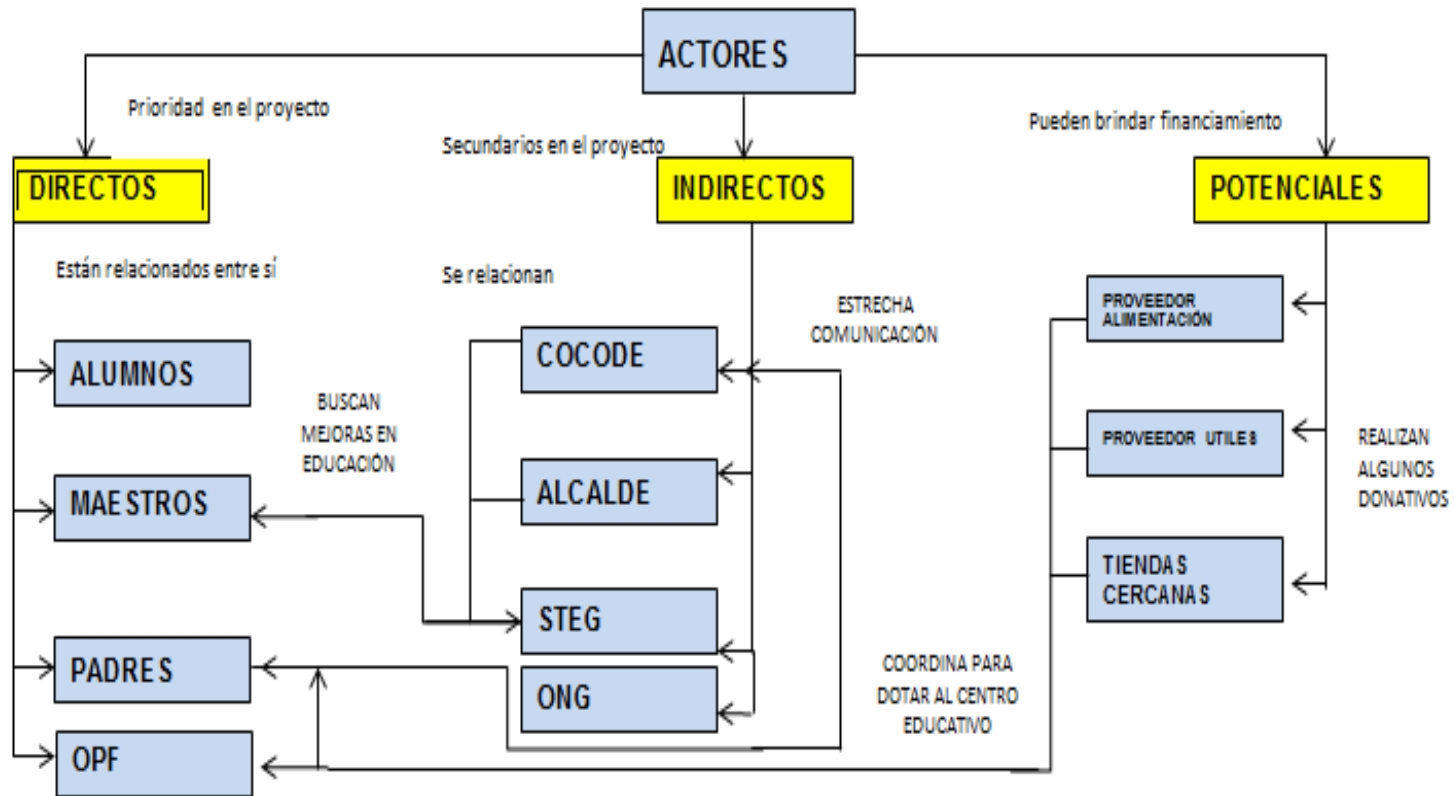 ACTORES
Prioridad en el proyecto
Secundarios en el proyecto
Pueden brindar financiamiento
DIRECTOS
INDIRECTOS
POTENCIALES
Están relacionados entre sí
Se relacionan
ESTRECHA
COMUNICACIÓN
PROVEEDOR
ALIMENTACIÓN
ALUMNOS
COCODE
BUSCAN
MEJORAS EN
EDUCACIÓN
PROVEEDOR UTILES
REALIZAN
ALGUNOS
DONATIVOS
MAESTROS
ALCALDE
TIENDAS
CERCANAS
STEG
PADRES
ONG
COORDINA PARA
DOTAR AL CENTRO
EDUCATIVO
OPF